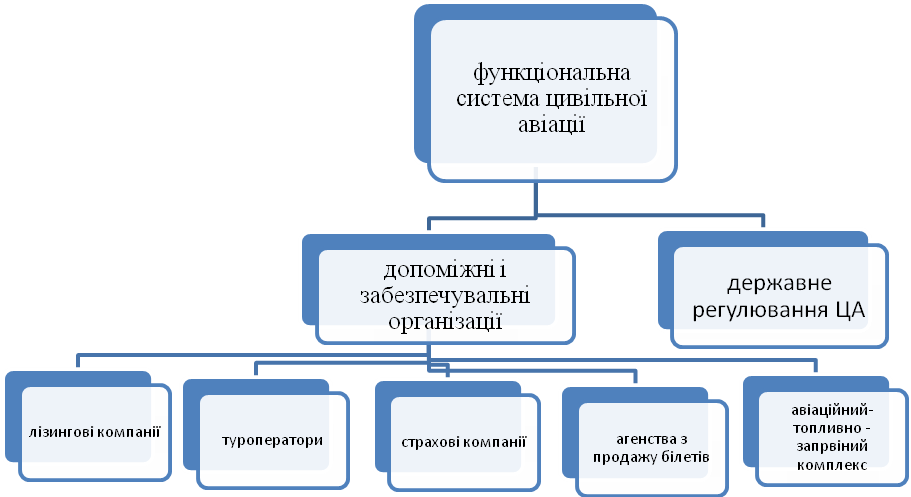 функціональна
система цивільної
авіації
допоміжні і
забезпечувальні
організації
державне
регулювання ЦА
лізингові компанії
туроператори
страхові компанії
агенства з
продажу білетів
авіаційний-
топливно -
запрвіний
комплекс